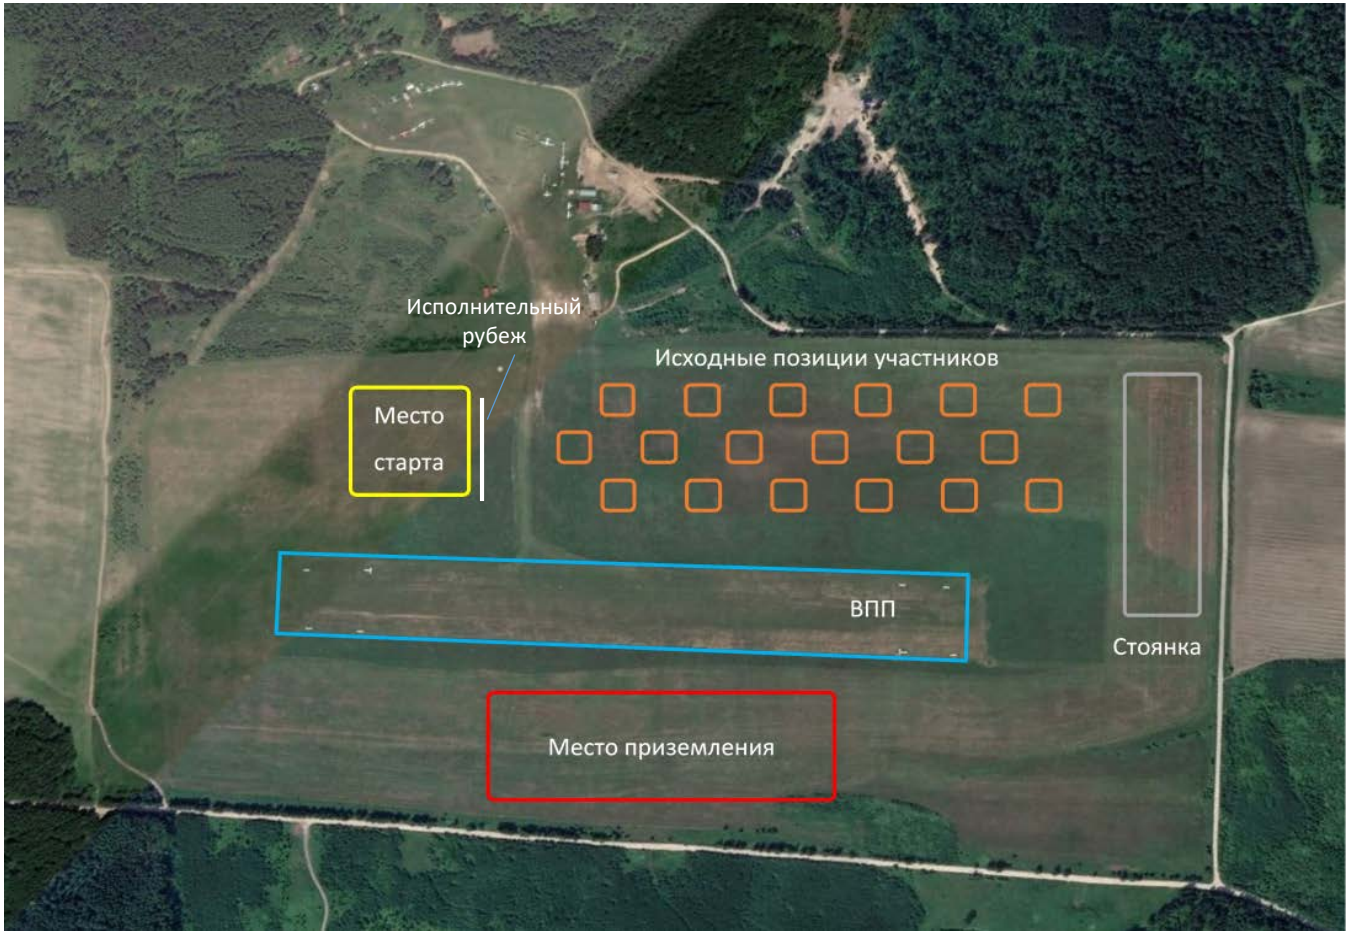 Исполнительный
рубеж
Исходные позиции участников
Место
старта
ВПП
Стоянка
Место приземления